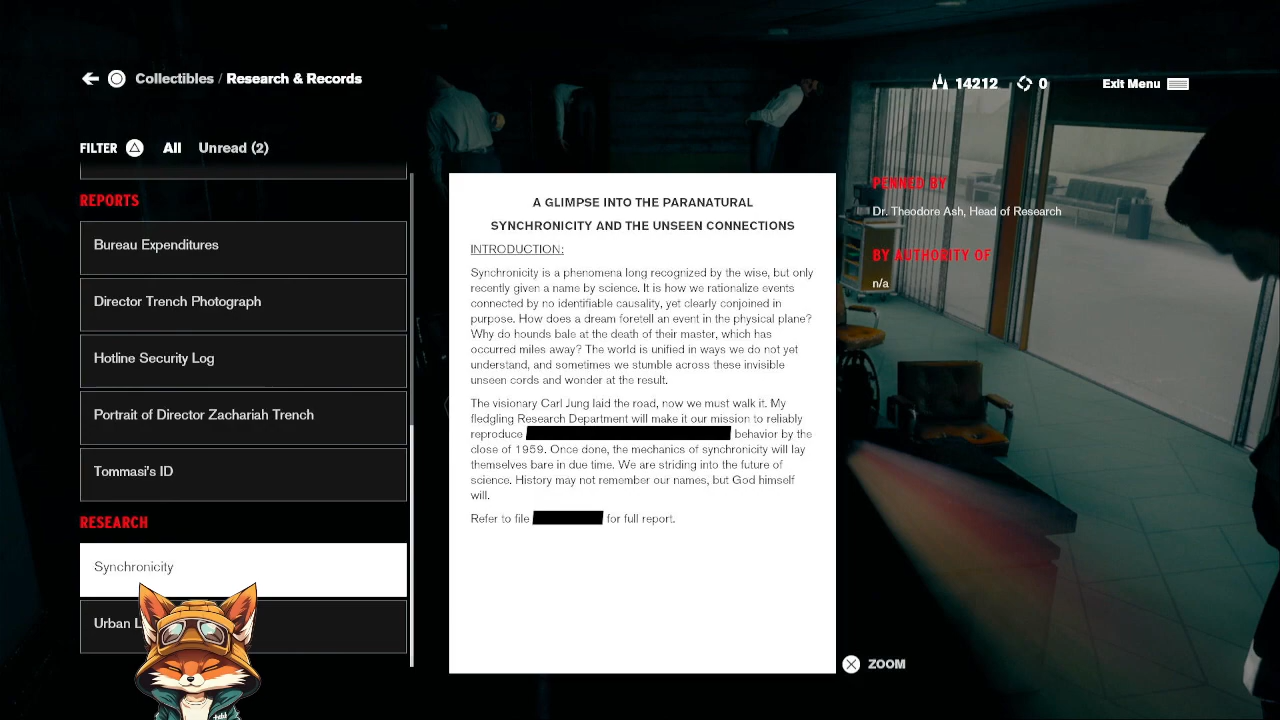 Collectibles / Research & Records
14212
0
Exit Menu
FILTER All Unread (2)
REPORTS
Bureau Expenditures
Director Trench Photograph
Hotline Security Log
Portrait of Director Zachariah Trench
Tommasi's ID
RESEARCH
Synchronicity
Urban L
A GLIMPSE INTO THE PARANATURAL
SYNCHRONICITY AND THE UNSEEN CONNECTIONS
INTRODUCTION:
Synchronicity is a phenomena long recognized by the wise, but only
recently given a name by science. It is how we rationalize events
connected by no identifiable causality, yet clearly conjoined in
purpose. How does a dream foretell an event in the physical plane?
Why do hounds bale at the death of their master, which has
occurred miles away? The world is unified in ways we do not yet
understand, and sometimes we stumble across these invisible
unseen cords and wonder at the result.
The visionary Carl Jung laid the road, now we must walk it. My
fledgling Research Department will make it our mission to reliably
reproduce behavior by the
close of 1959. Once done, the mechanics of synchronicity will lay
themselves bare in due time. We are striding into the future of
science. History may not remember our names, but God himself
will.
Refer to file for full report.
PENNED BY
Dr. Theodore Ash, Head of Research
BY AUTHORITY OF
n/a
ZOOM